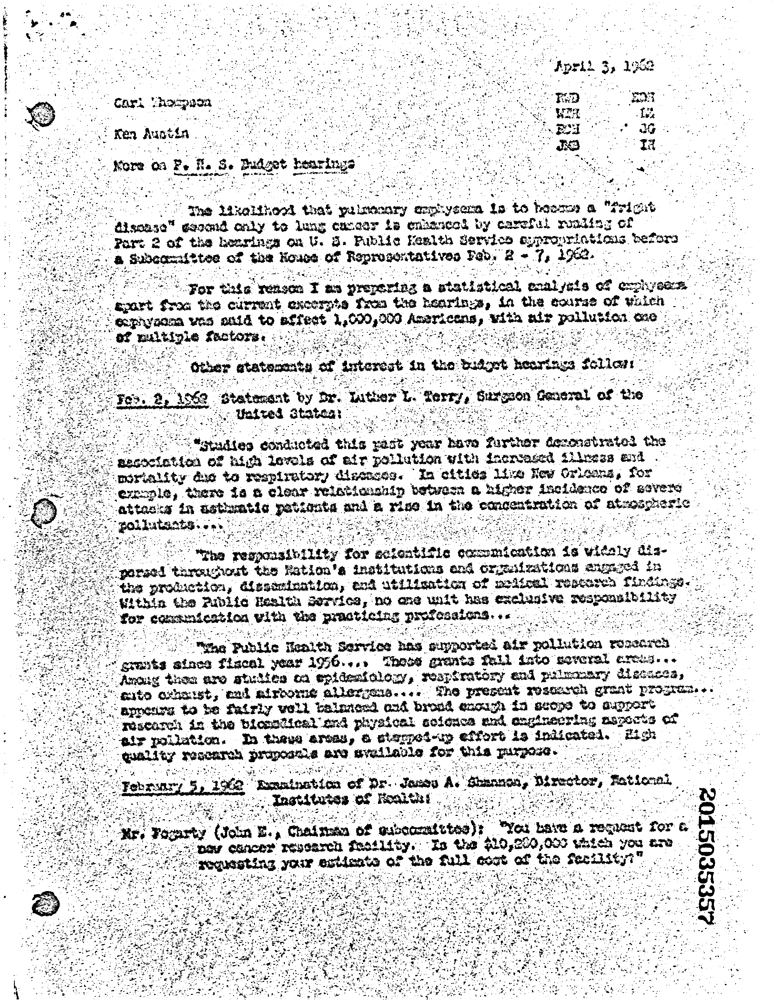 April 3, 1962
Carl Thompson
Ken Austin
More on P. H. S. Budget hearings
RWD
WEH
RCH
JMB
JG
The likelihood that pulmonary emphysema is to become a "fright
disease" second only to lung cancer is enhanced by careful reading of
Part 2 of the hearings on U. S. Public Health Service appropriations before
a Subcommittee of the House of Representatives Feb. 2 - 7, 1962.
For this reason I am preparing a statistical analysis of emphysema
apart from the current excerpts from the hearings, in the course of which
emphysema was said to affect 1,000,000 Americans, with air pollution one
of multiple factors.
Other statements of interest in the budget hearings follow:
Feb. 2, 1962 Statement by Dr. Luther L. Terry, Surgeon General of the
United States:
"Studies conducted this past year have further demonstrated the
association of high levels of air pollution with increased illness and
mortality due to respiratory diseases. In cities like New Orleans, for
example, there is a clear relationship between a higher incidence of severe
attacks in asthmatic patients and a rise in the concentration of atmospheric
pollutants....
"The responsibility for scientific communication is widely dis-
persed throughout the Nation's institutions and organizations engaged in
the production, dissemination, and utilization of medical research findings.
Within the Public Health Service, no one unit has exclusive responsibility
for communication with the practicing professions...
"The Public Health Service has supported air pollution research
grants since fiscal year 1956.... These grants fall into several areas...
Among them are studies on epidemiology, respiratory and pulmonary diseases,
auto exhaust, and airborne allergens.... The present research grant program...
appears to be fairly well balanced and broad enough in scope to support
research in the biomedical and physical science and engineering aspects of
air pollution. In these areas, a stepped-up effort is indicated. High
quality research proposals are available for this purpose.
February 5, 1962 Examination of Dr. James A. Shannon, Director, National
Institutes of Health:
Mr. Fogarty (John E., Chairman of subcommittee): "You have a request for a
new cancer research facility. Is the $10,260,000 which you are
requesting your estimate of the full cost of the facility?"
2015035357